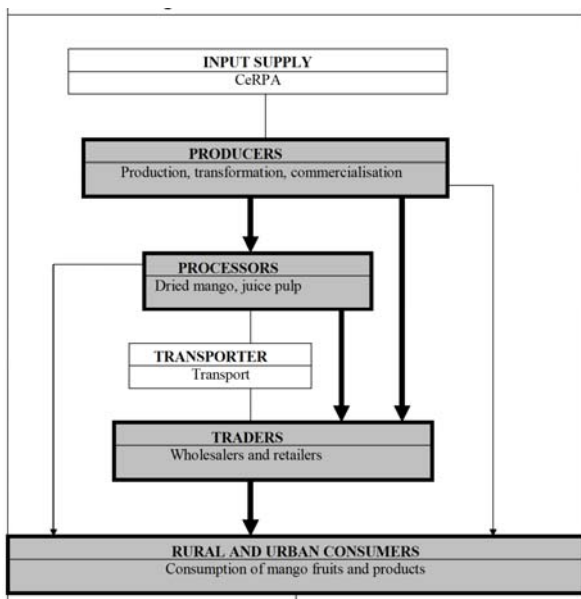 INPUT SUPPLY
CeRPA
PRODUCERS
Production, transformation, commercialisation
PROCESSORS
Dried mango, juice pulp
TRANSPORTER
Transport
TRADERS
Wholesalers and retailers
RURAL AND URBAN CONSUMERS
Consumption of mango fruits and products